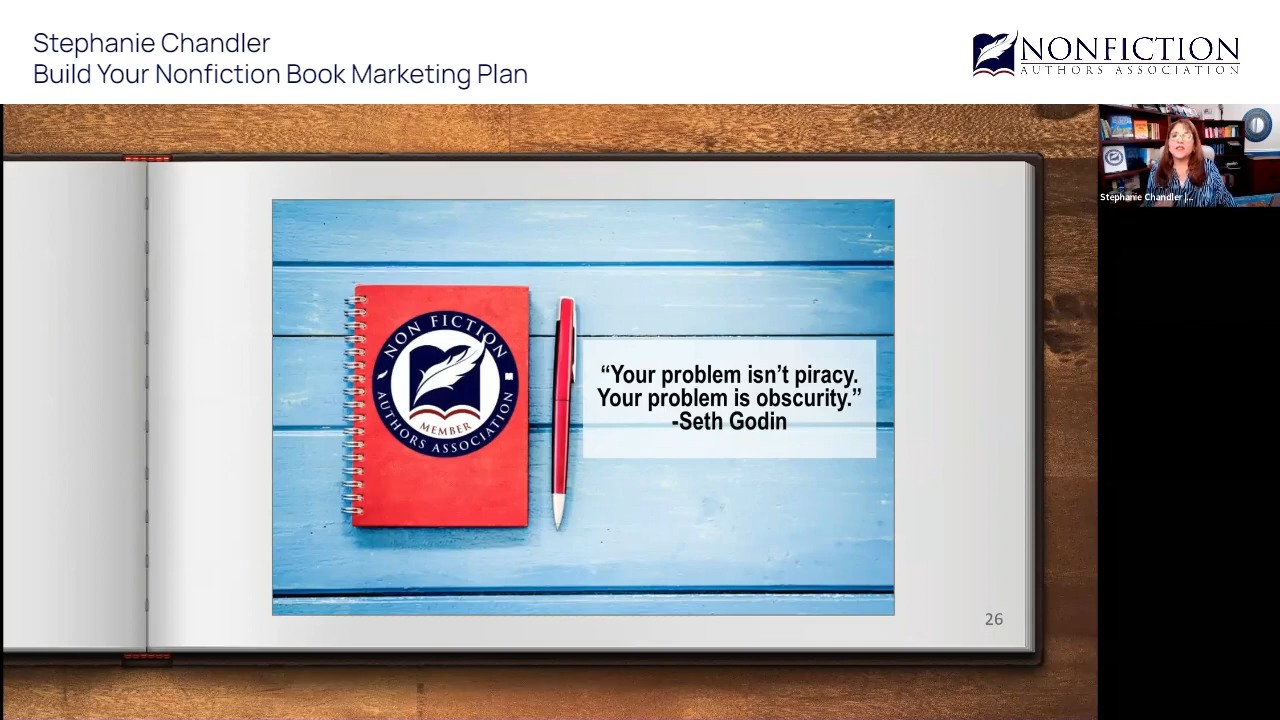 Stephanie Chandler
Build Your Nonfiction Book Marketing Plan
NONFICTION
AUTHORS ASSOCIATION
Stephanie Chandler |...
NON FICTION
AUTHORS ASSOCIATION
MEMBER
“Your problem isn’t piracy.
Your problem is obscurity.”
-Seth Godin
26